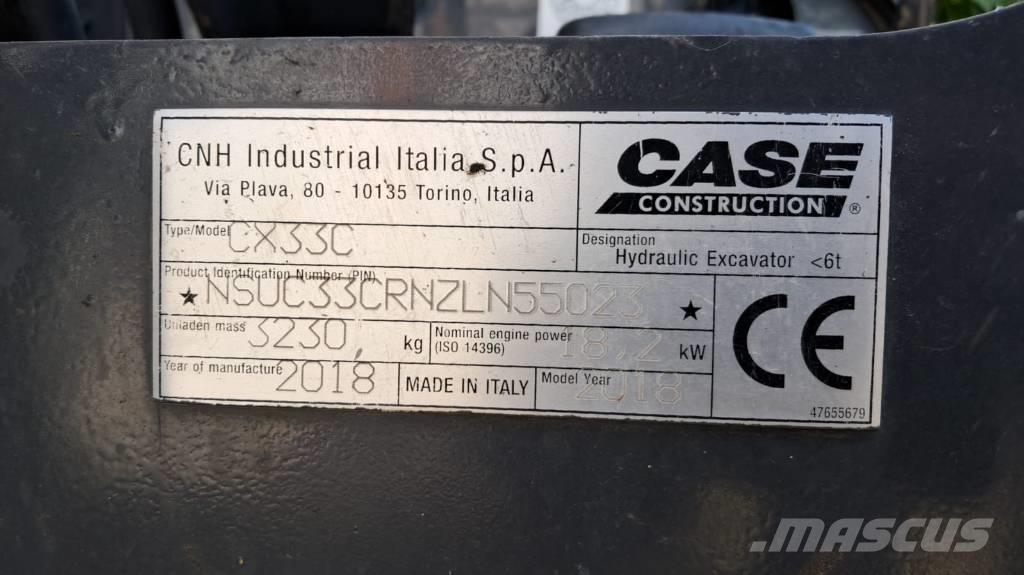 CNH Industrial Italia S.p.A.
Via Plava, 80 - 10135 Torino, Italia
CASE
CONSTRUCTION ®
Type/Model CX33C
Designation
Hydraulic Excavator <6t
Product Identification Number (PIN)
★ NSUC33CRNZLN55023 ★
Unladen mass 3230 kg
Nominal engine power (ISO 14396) 18,2 kW
CE
Year of manufacture 2018
MADE IN ITALY
Model Year 2018
47655679
MASCUS